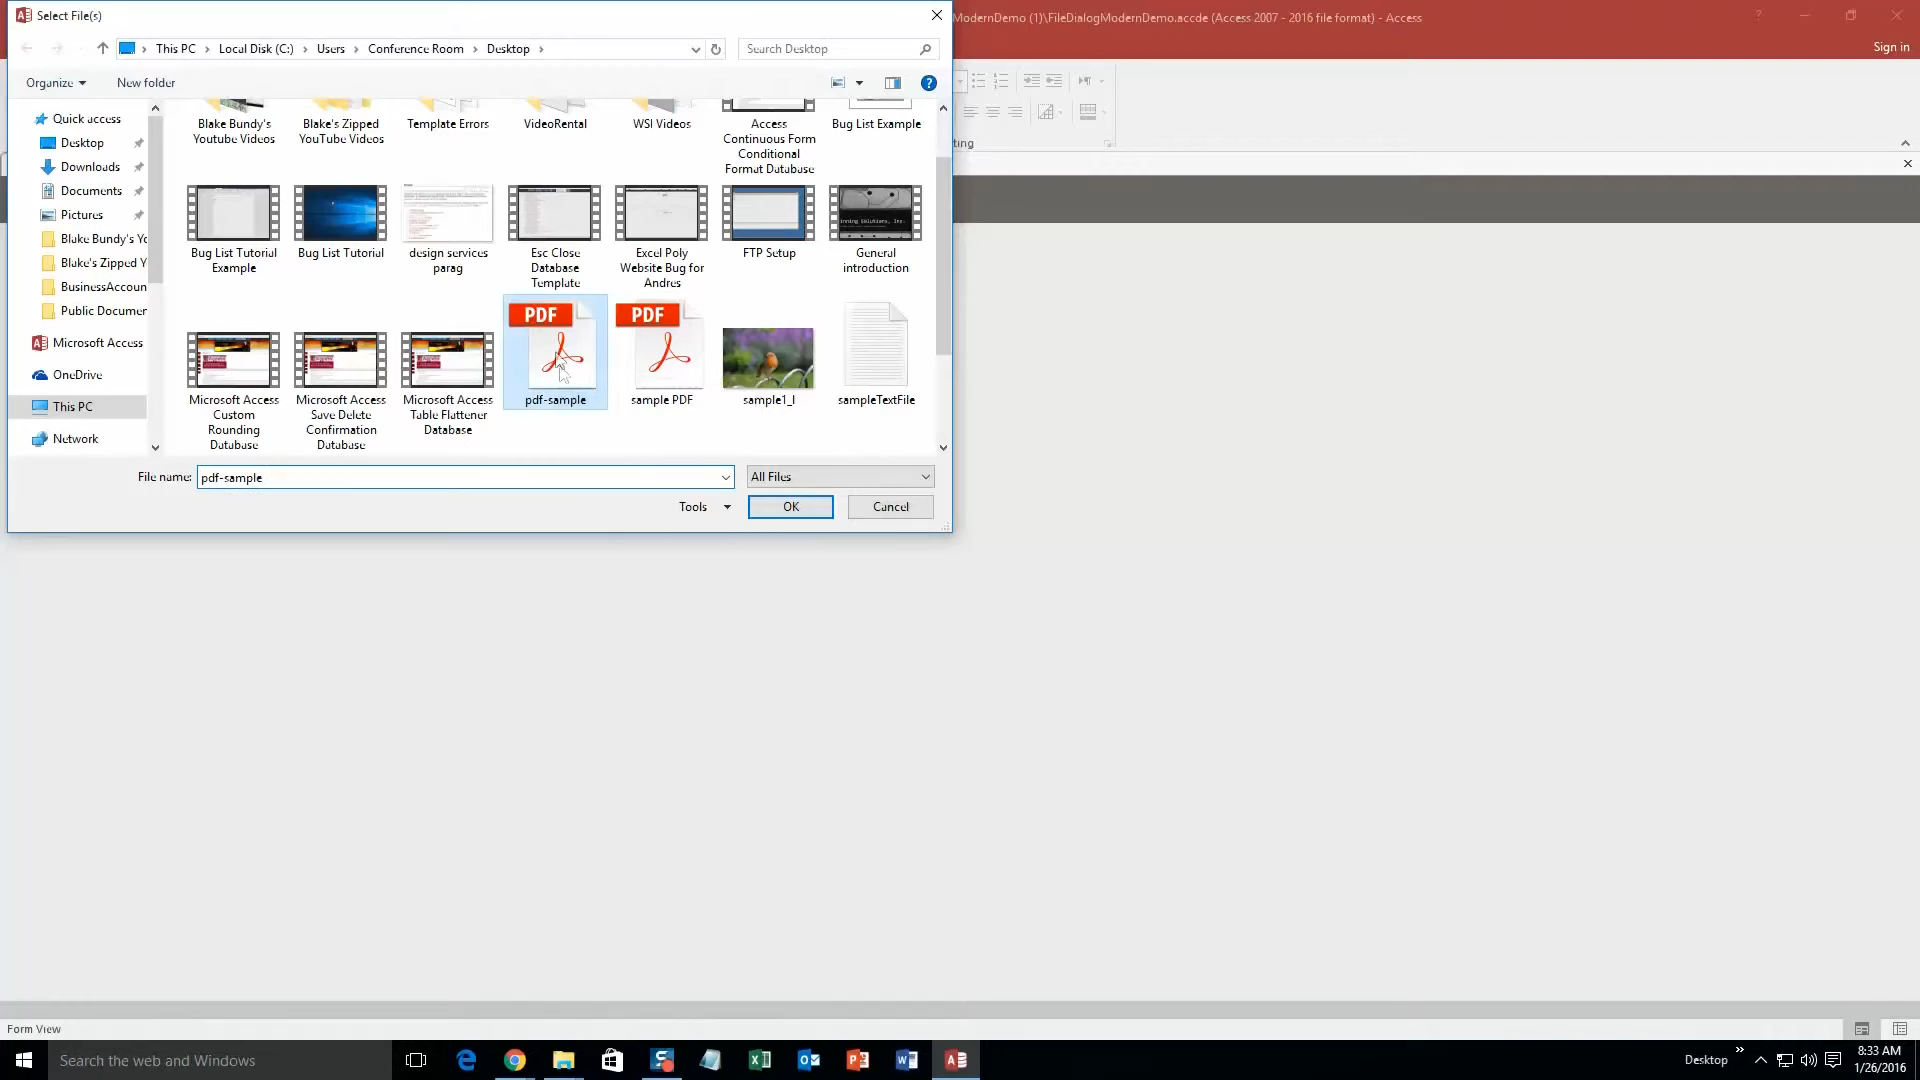 Select File(s)
ModernDemo (1)\FileDialogModernDemo.accde (Access 2007 - 2016 file format) - Access
Sign in
This PC
Local Disk (C:)
Users
Conference Room
Desktop
Search Desktop
Organize
New folder
Quick access
Desktop
Downloads
Documents
Pictures
Blake Bundy's Yo
Blake's Zipped Y
BusinessAccoun
Public Documer
Microsoft Access
OneDrive
This PC
Network
Blake Bundy's
Youtube Videos
Blake's Zipped
YouTube Videos
Template Errors
VideoRental
WSI Videos
Access
Continuous Form
Conditional
Format Database
Bug List Example
Bug List Tutorial
Example
Bug List Tutorial
design services
parag
Esc Close
Database
Template
Excel Poly
Website Bug for
Andres
FTP Setup
General
introduction
Microsoft Access
Custom
Rounding
Database
Microsoft Access
Save Delete
Confirmation
Database
Microsoft Access
Table Flattener
Database
PDF
pdf-sample
PDF
sample PDF
sample1_l
sampleTextFile
File name:
pdf-sample
All Files
Tools
OK
Cancel
ting
Form View
Search the web and Windows
Desktop
8:33 AM
1/26/2016